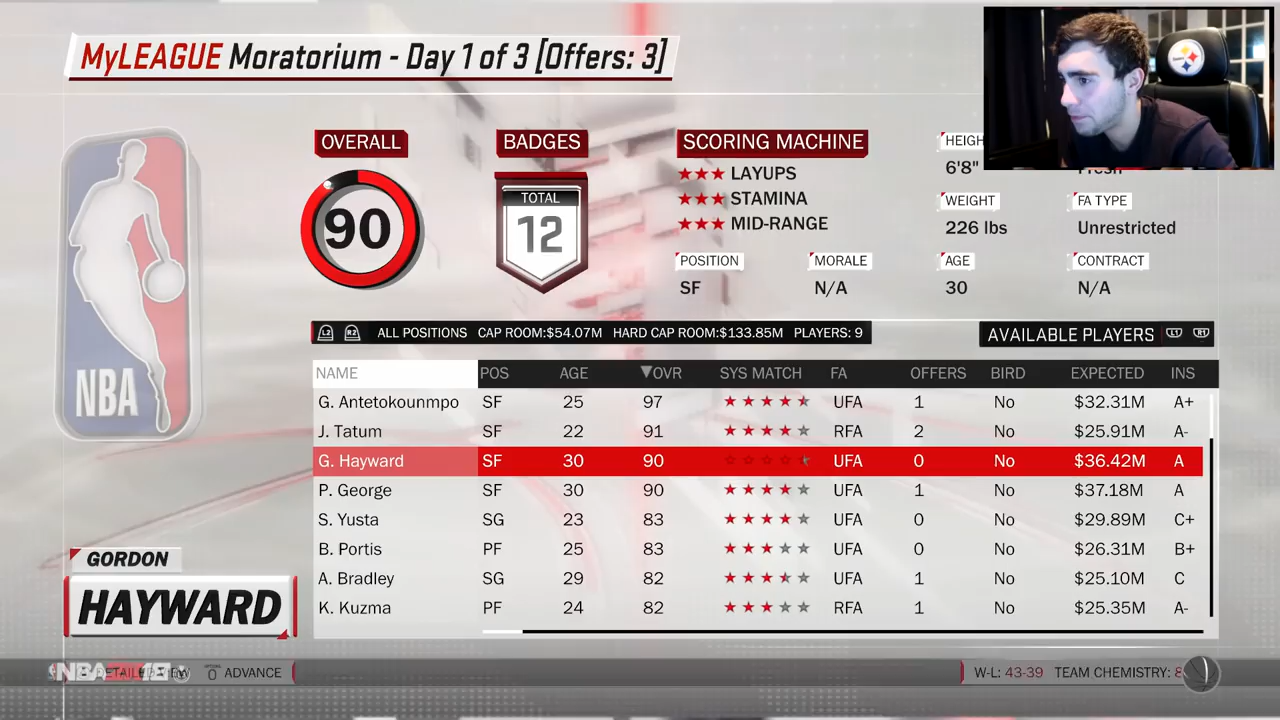 MyLEAGUE Moratorium - Day 1 of 3 [Offers: 3]
OVERALL
90
BADGES
TOTAL
12
SCORING MACHINE
★★★ LAYUPS
★★★ STAMINA
★★★ MID-RANGE
POSITION MORALE AGE CONTRACT
SF N/A 30 N/A
6'8"
WEIGHT FA TYPE
226 lbs Unrestricted
L2 R2 ALL POSITIONS CAP ROOM:$54.07M HARD CAP ROOM:$133.85M PLAYERS: 9
AVAILABLE PLAYERS L1 R1
NAME POS AGE ▼OVR SYS MATCH FA OFFERS BIRD EXPECTED INS
G. Antetokounmpo SF 25 97 UFA 1 No $32.31M A+
J. Tatum SF 22 91 RFA 2 No $25.91M A-
G. Hayward SF 30 90 UFA 0 No $36.42M A
P. George SF 30 90 UFA 1 No $37.18M A
S. Yusta SG 23 83 UFA 0 No $29.89M C+
B. Portis PF 25 83 UFA 0 No $26.31M B+
A. Bradley SG 29 82 UFA 1 No $25.10M C
K. Kuzma PF 24 82 RFA 1 No $25.35M A-
NBA
GORDON
HAYWARD
NBA 2K18
OPTIONS ADVANCE
W-L: 43-39 TEAM CHEMISTRY: